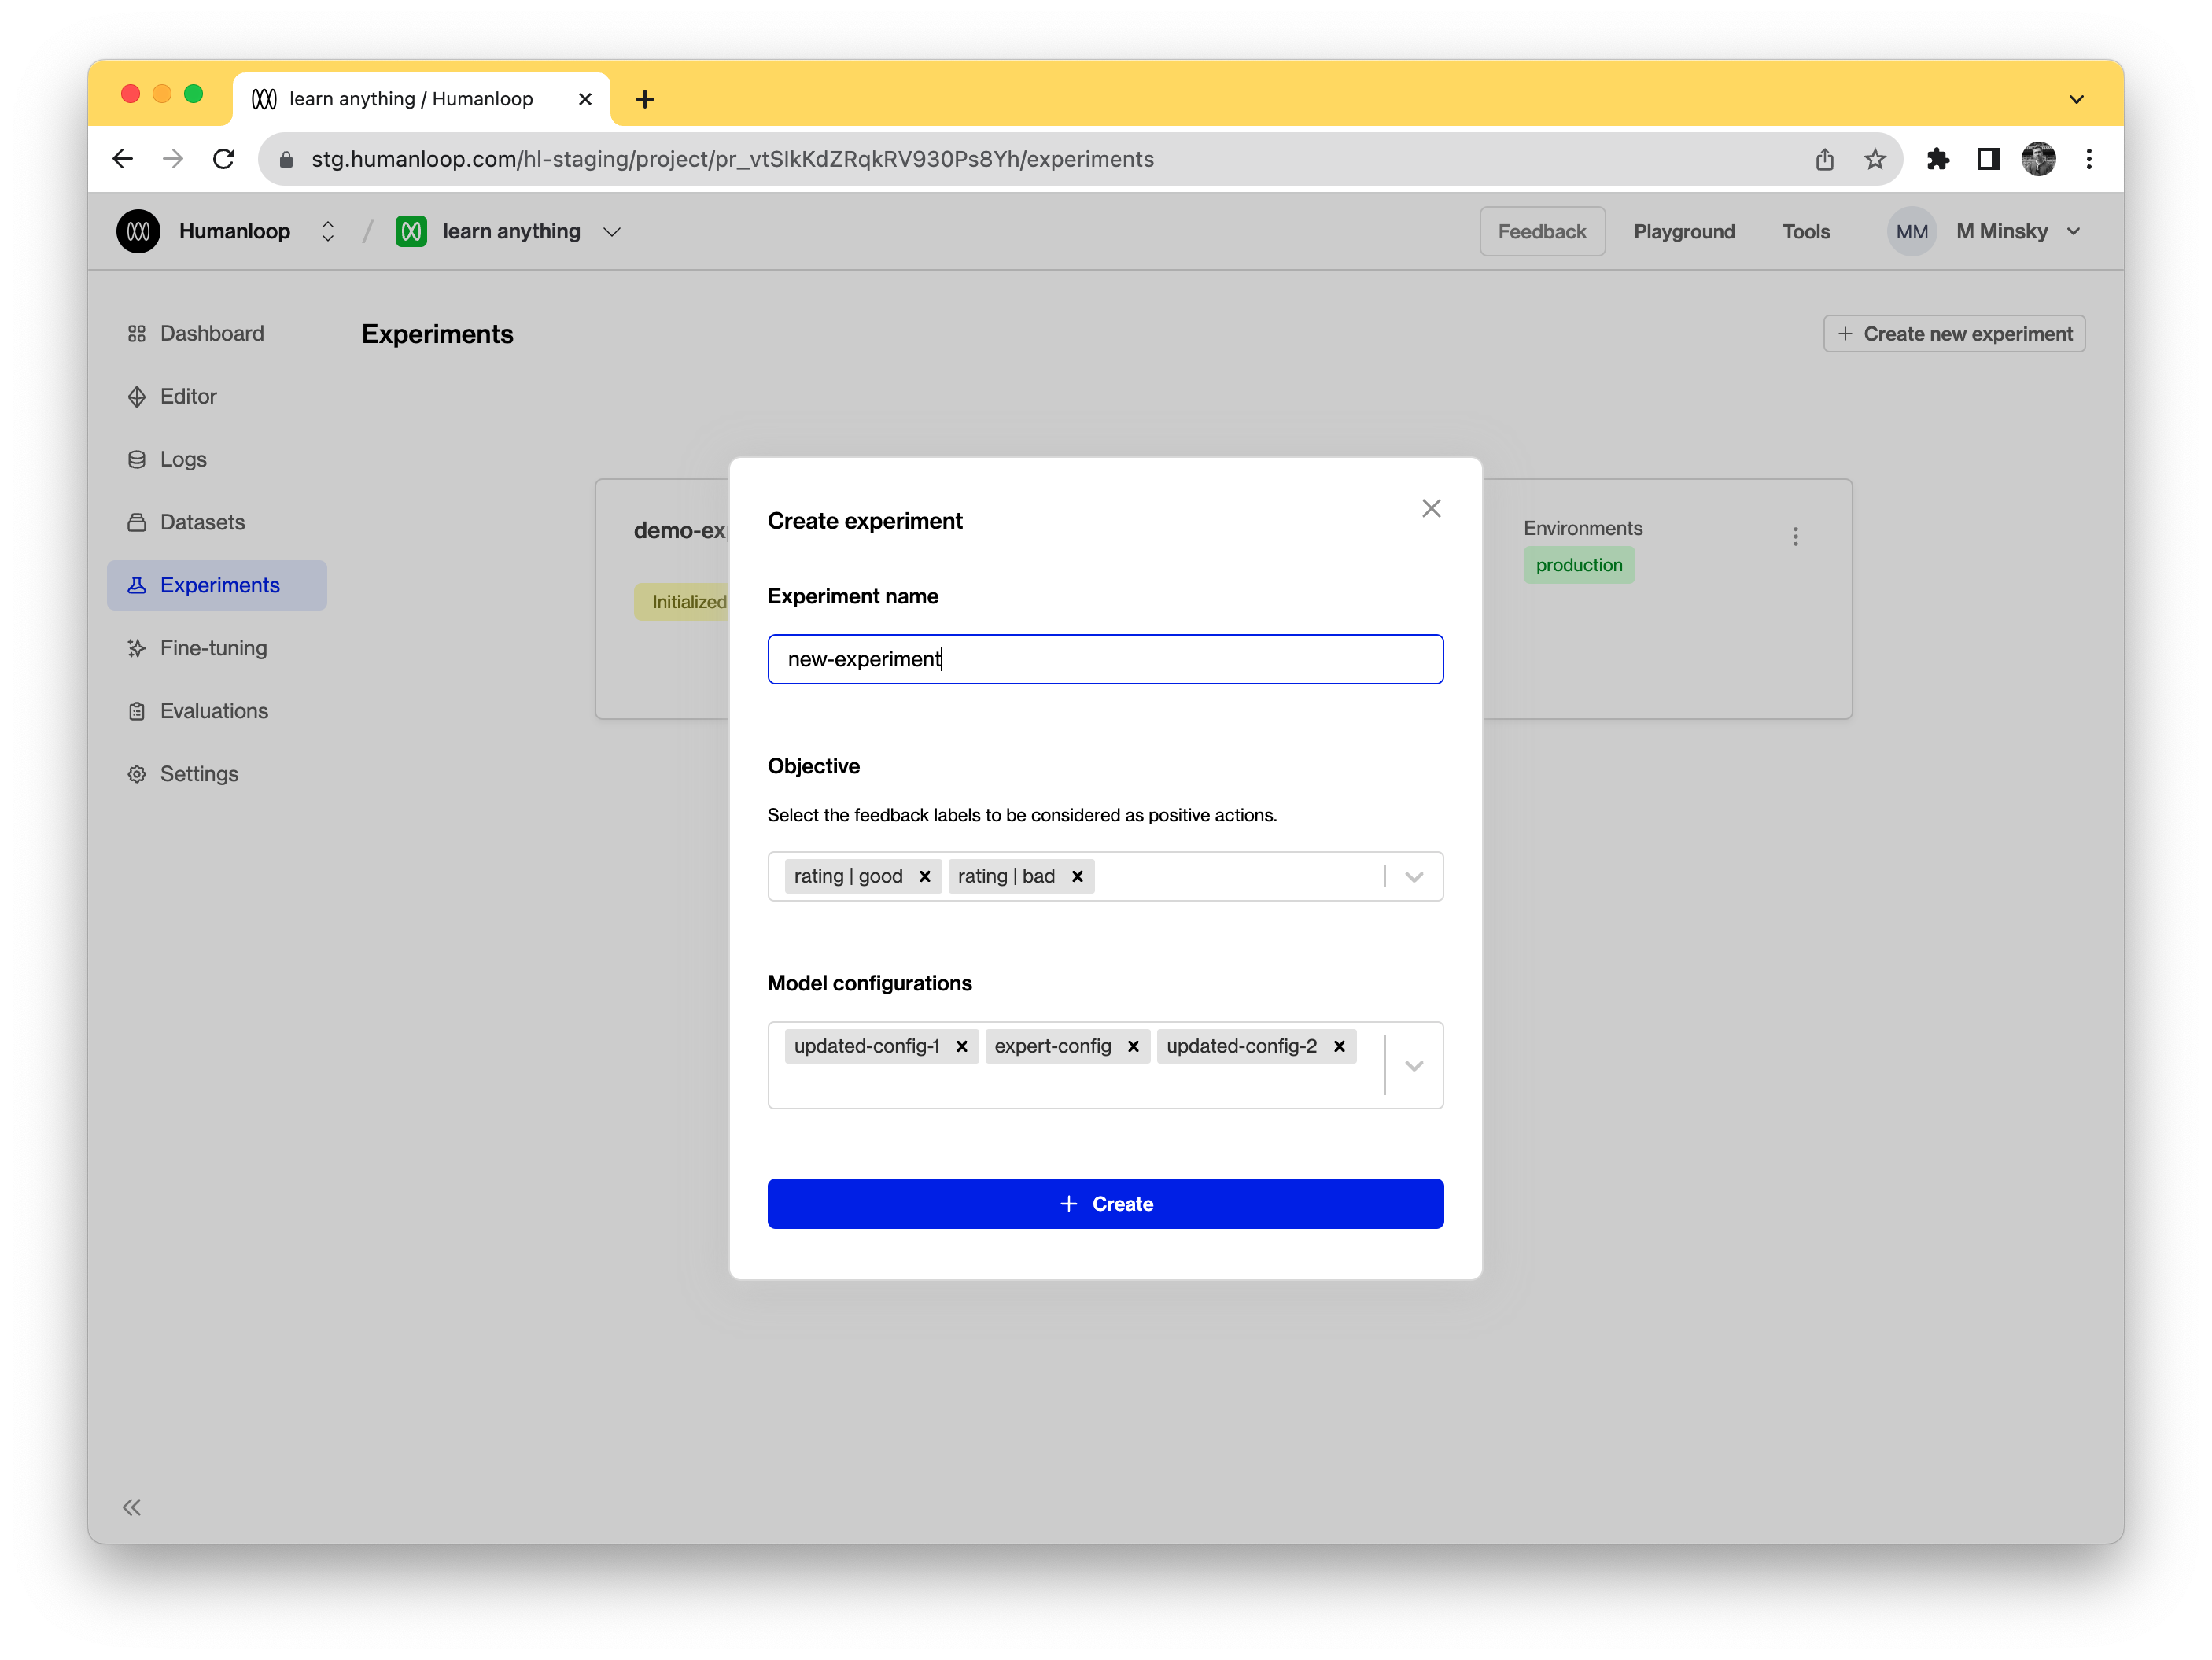 learn anything / Humanloop
stg.humanloop.com/hl-staging/project/pr_vtSIkKdZRqkRV930Ps8Yh/experiments
Humanloop / learn anything Feedback Playground Tools MM M Minsky
Dashboard
Experiments
Create new experiment
Editor
Logs
Datasets
Experiments
Fine-tuning
Evaluations
Settings
demo-exp
Initialized
Environments
production
Create experiment
Experiment name
new-experiment
Objective
Select the feedback labels to be considered as positive actions.
rating | good rating | bad
Model configurations
updated-config-1 expert-config updated-config-2
Create